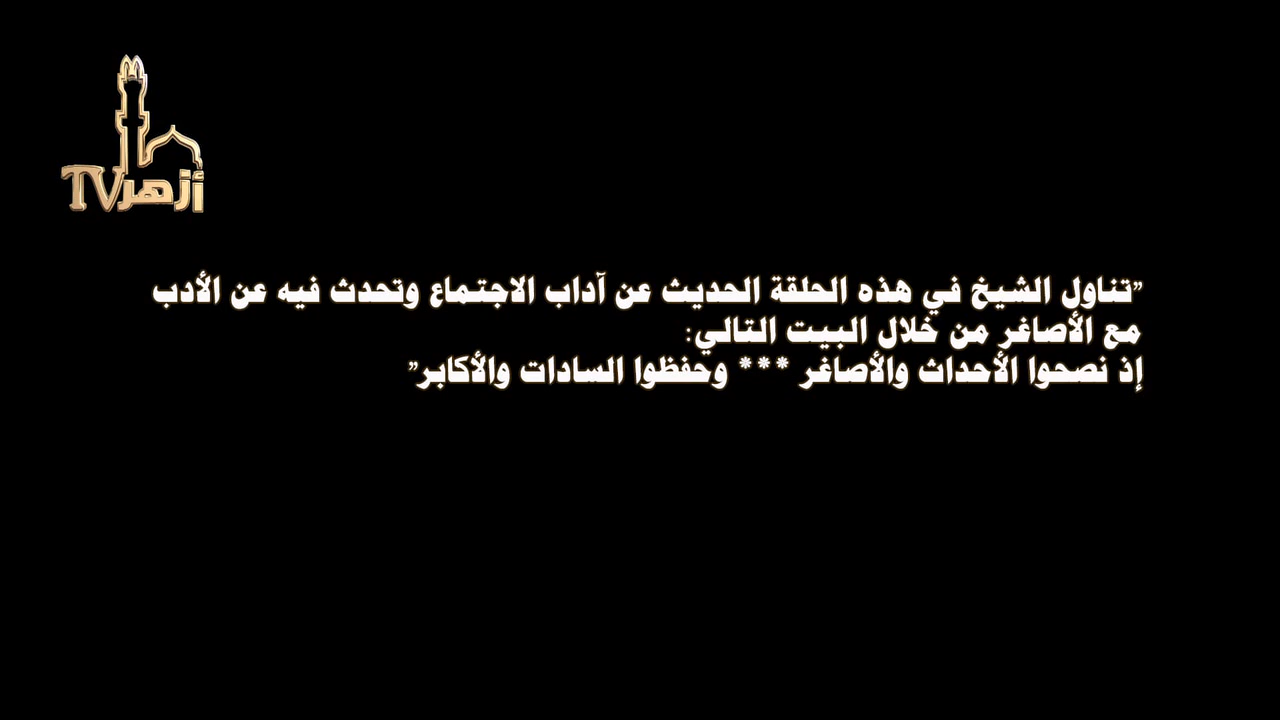 أزهر TV
"تناول الشيخ في هذه الحلقة الحديث عن آداب الاجتماع وتحدث فيه عن الأدب
مع الأصاغر من خلال البيت التالي:
إذ نصحوا الأحداث والأصاغر *** وحفظوا السادات والأكابر"